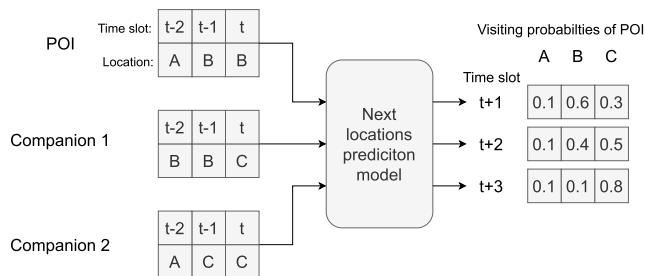 Visiting probabilties of POI
Time slot: t-2 t-1 t
POI
Location: A B B
A B C
Time slot
t+1 0.1 0.6 0.3
Companion 1
t-2 t-1 t
B B C
Next
locations
prediciton
model
t+2 0.1 0.4 0.5
t+3 0.1 0.1 0.8
Companion 2
t-2 t-1 t
A C C